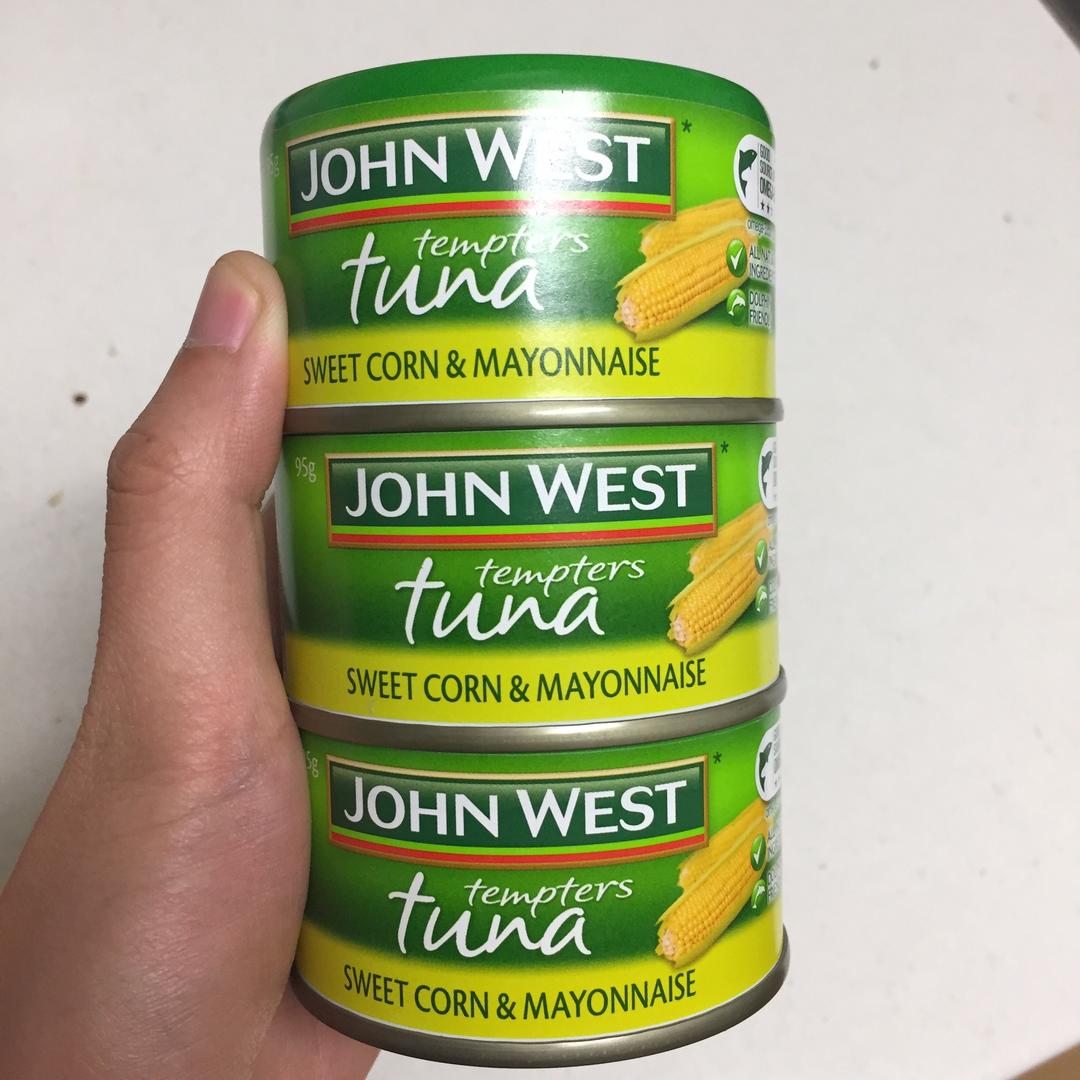 JOHN WEST*
GOOD
tempters
tuna
SWEET CORN & MAYONNAISE
95g
JOHN WEST*
tempters
tuna
SWEET CORN & MAYONNAISE
JOHN WEST*
tempters
tuna
SWEET CORN & MAYONNAISE